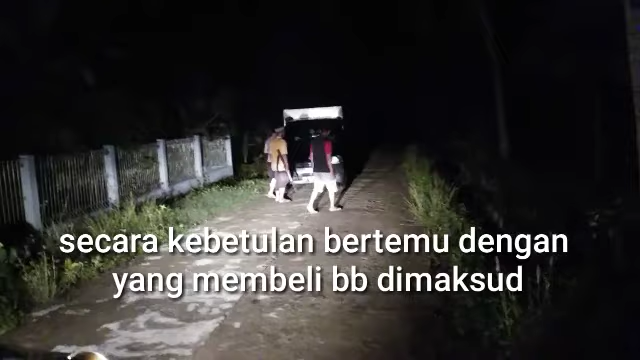 secara kebetulan bertemu dengan
yang membeli bb dimaksud